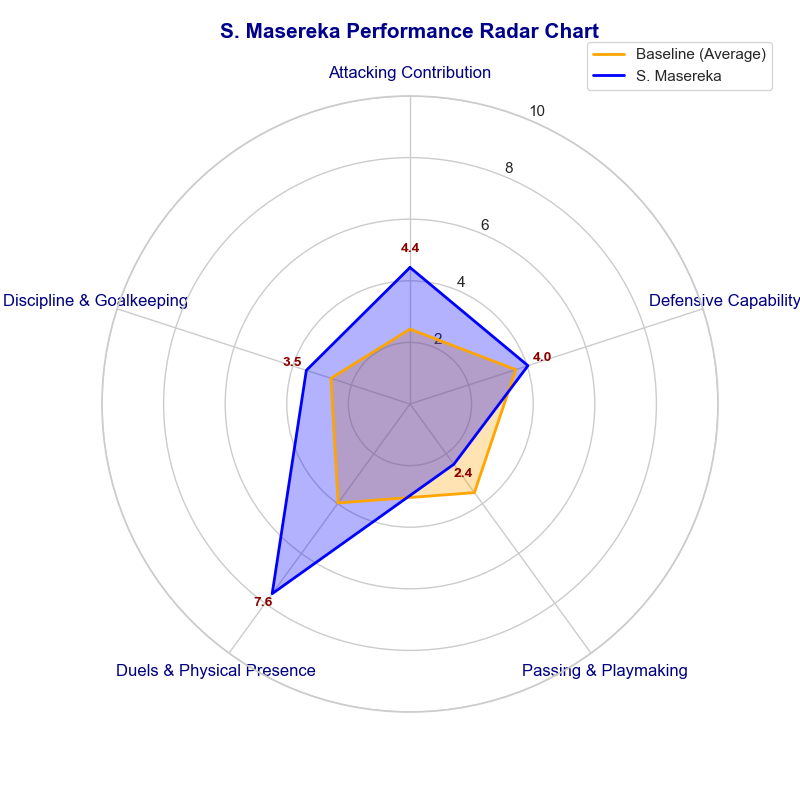 S. Masereka Performance Radar Chart
Baseline (Average)
S. Masereka
Attacking Contribution
10
8
6
4.4
4
Discipline & Goalkeeping
Defensive Capability
2
3.5
4.0
2.4
7.6
Duels & Physical Presence
Passing & Playmaking